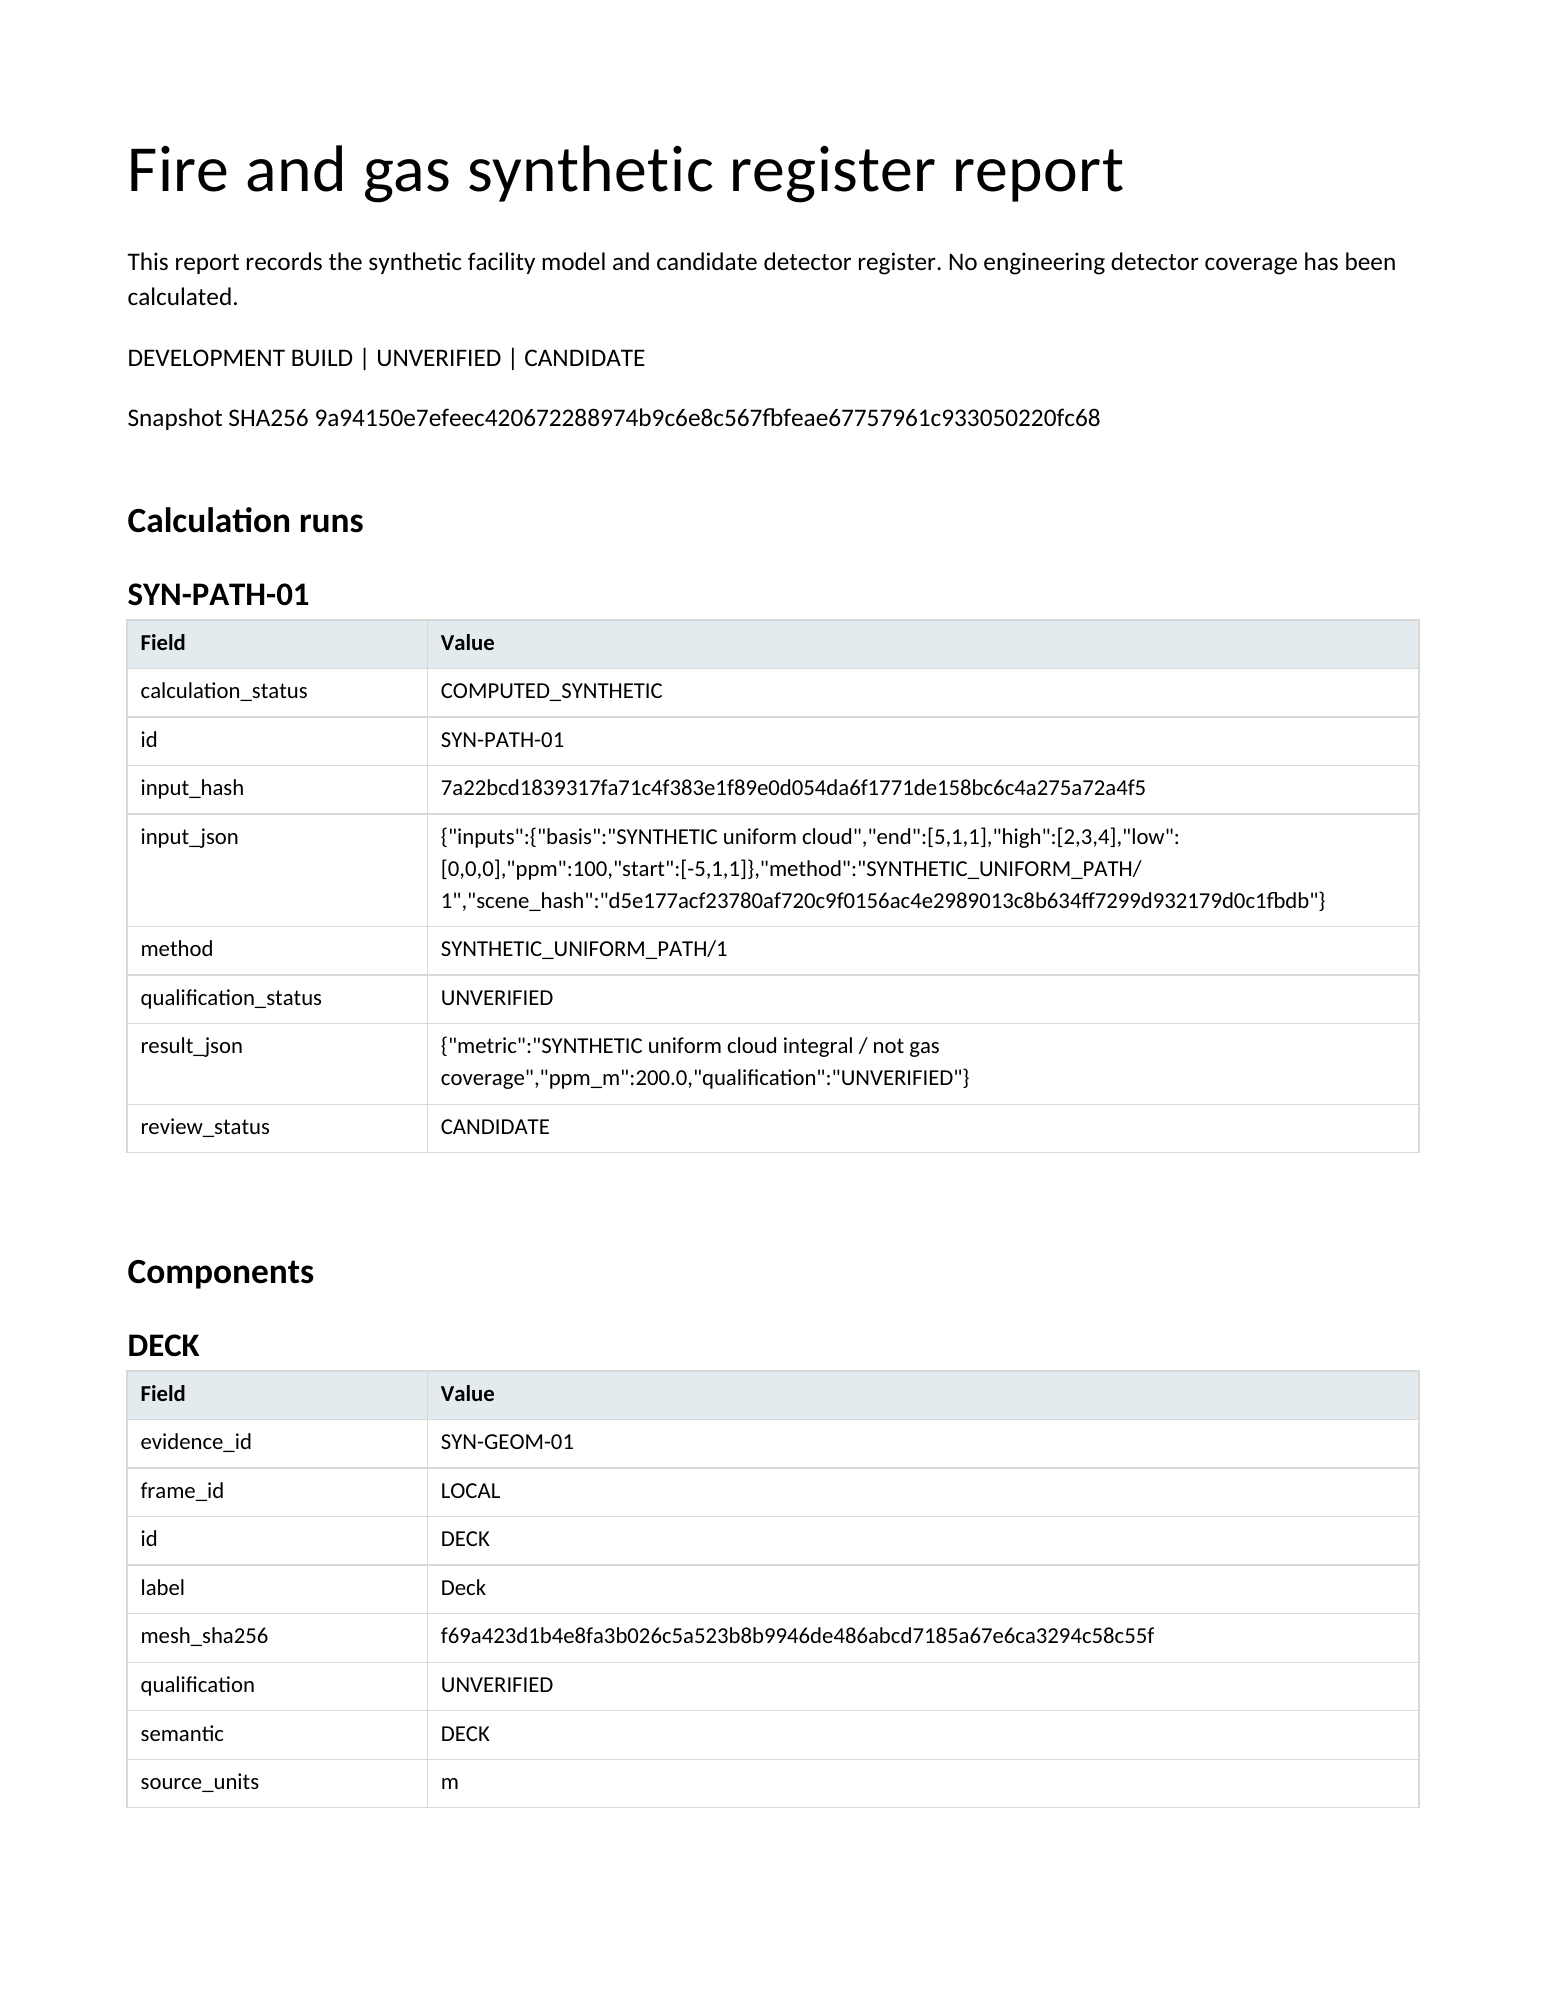 Fire and gas synthetic register report
This report records the synthetic facility model and candidate detector register. No engineering detector coverage has been
calculated.
DEVELOPMENT BUILD | UNVERIFIED | CANDIDATE
Snapshot SHA256 9a94150e7efeec420672288974b9c6e8c567fbfeae67757961c933050220fc68
Calculation runs
SYN-PATH-01
Field Value
calculation_status COMPUTED_SYNTHETIC
id SYN-PATH-01
input_hash 7a22bcd1839317fa71c4f383e1f89e0d054da6f1771de158bc6c4a275a72a4f5
input_json {"inputs":{"basis":"SYNTHETIC uniform cloud","end":[5,1,1],"high":[2,3,4],"low":
[0,0,0],"ppm":100,"start":[-5,1,1]},"method":"SYNTHETIC_UNIFORM_PATH/
1","scene_hash":"d5e177acf23780af720c9f0156ac4e2989013c8b634ff7299d932179d0c1fbdb"}
method SYNTHETIC_UNIFORM_PATH/1
qualification_status UNVERIFIED
result_json {"metric":"SYNTHETIC uniform cloud integral / not gas
coverage","ppm_m":200.0,"qualification":"UNVERIFIED"}
review_status CANDIDATE
Components
DECK
Field Value
evidence_id SYN-GEOM-01
frame_id LOCAL
id DECK
label Deck
mesh_sha256 f69a423d1b4e8fa3b026c5a523b8b9946de486abcd7185a67e6ca3294c58c55f
qualification UNVERIFIED
semantic DECK
source_units m